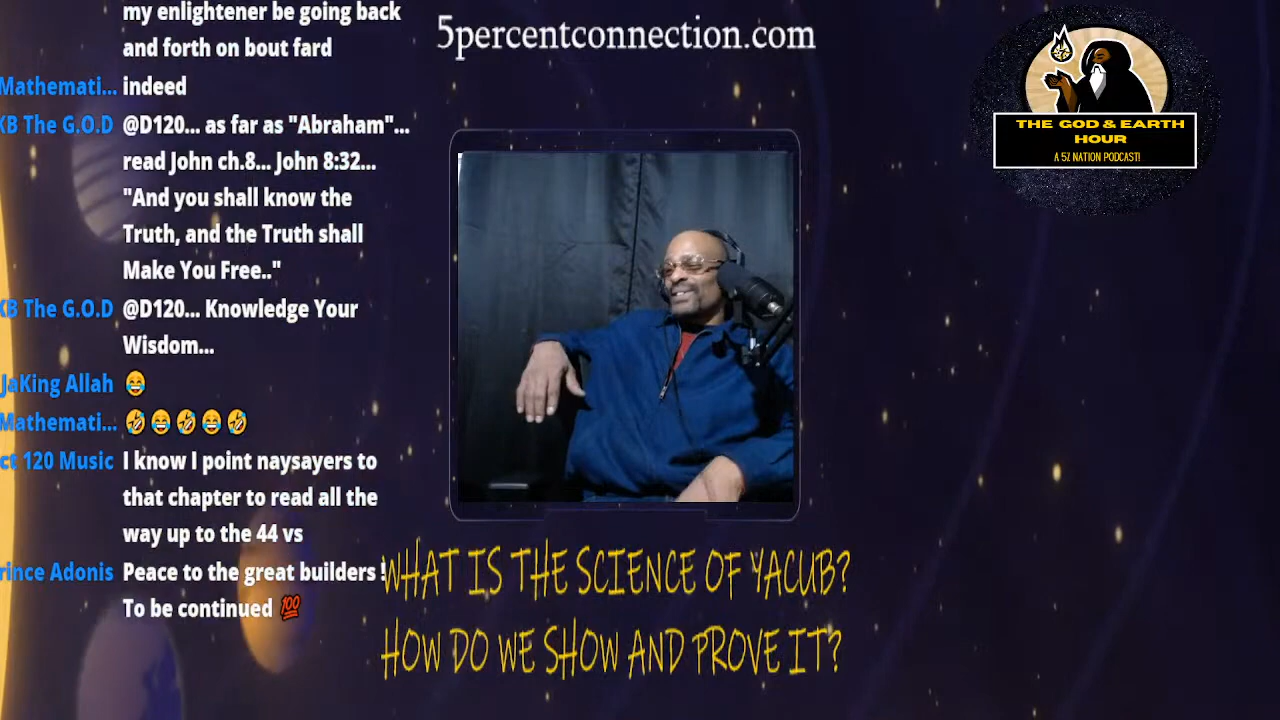 my enlightener be going back
and forth on bout fard
Mathemati... indeed
KB The G.O.D @D120... as far as "Abraham"...
read John ch.8... John 8:32...
"And you shall know the
Truth, and the Truth shall
Make You Free.."
KB The G.O.D @D120... Knowledge Your
Wisdom...
JaKing Allah 😂
Mathemati... 🤣😂🤣😂🤣
ct 120 Music I know I point naysayers to
that chapter to read all the
way up to the 44 vs
rince Adonis Peace to the great builders !
To be continued 💯
5percentconnection.com
THE GOD & EARTH
HOUR
A 5% NATION PODCAST!
WHAT IS THE SCIENCE OF YACUB?
HOW DO WE SHOW AND PROVE IT?